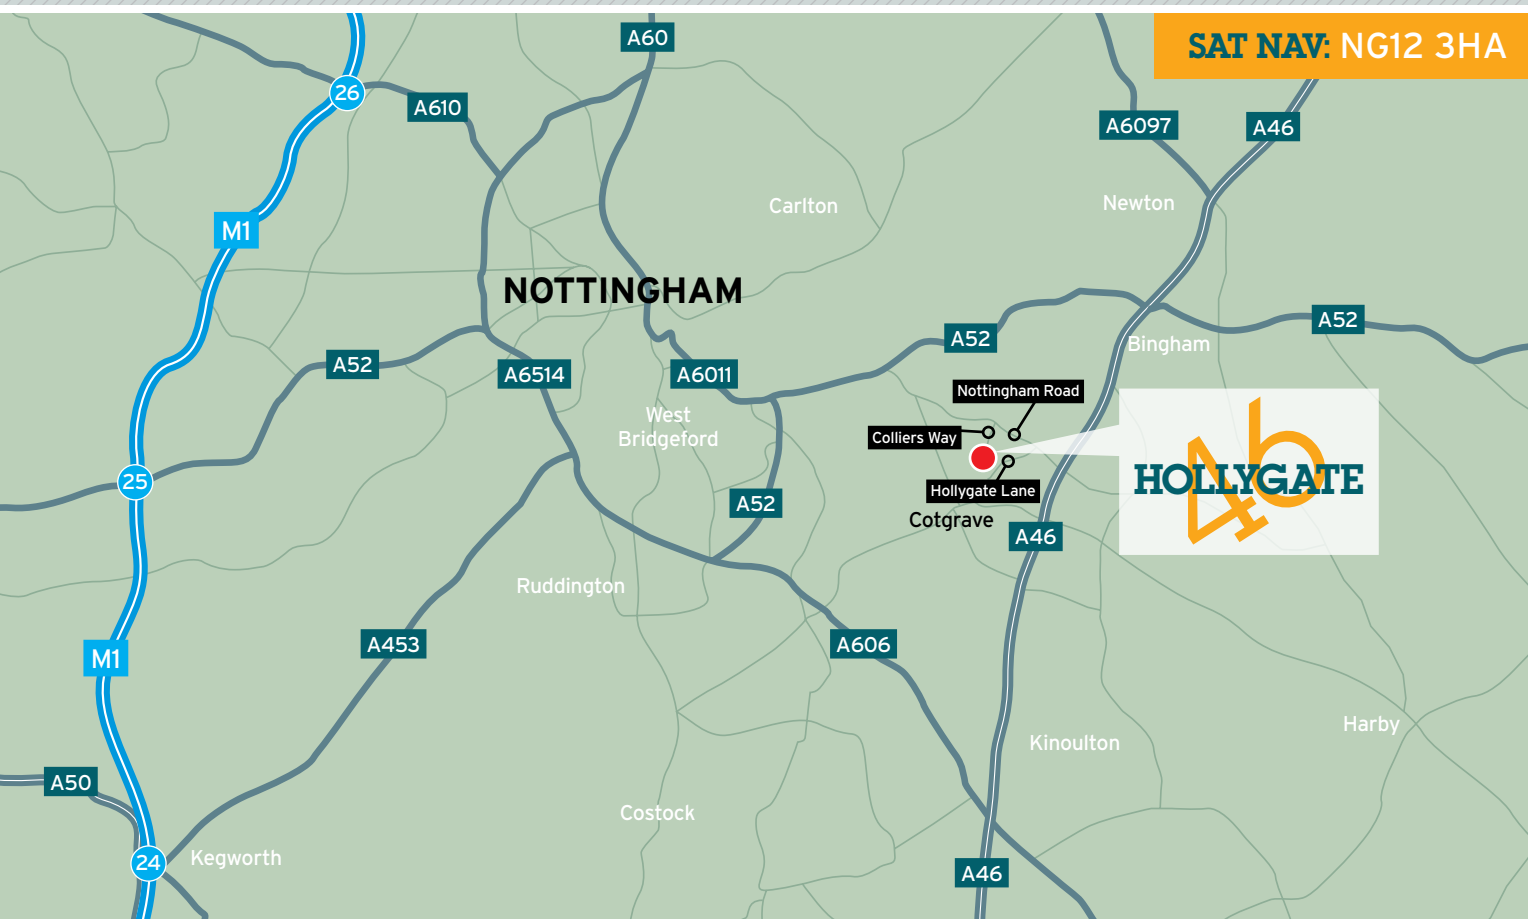 SAT NAV: NG12 3HA
A60
26
A610
A6097
A46
M1
Carlton
Newton
NOTTINGHAM
A52
A52
Bingham
A52
A6514
A6011
West
Bridgeford
Nottingham Road
Colliers Way
46
HOLLYGATE
25
A52
Hollygate Lane
Cotgrave
A46
Ruddington
M1
A453
A606
Harby
Kinoulton
A50
Costock
24
Kegworth
A46